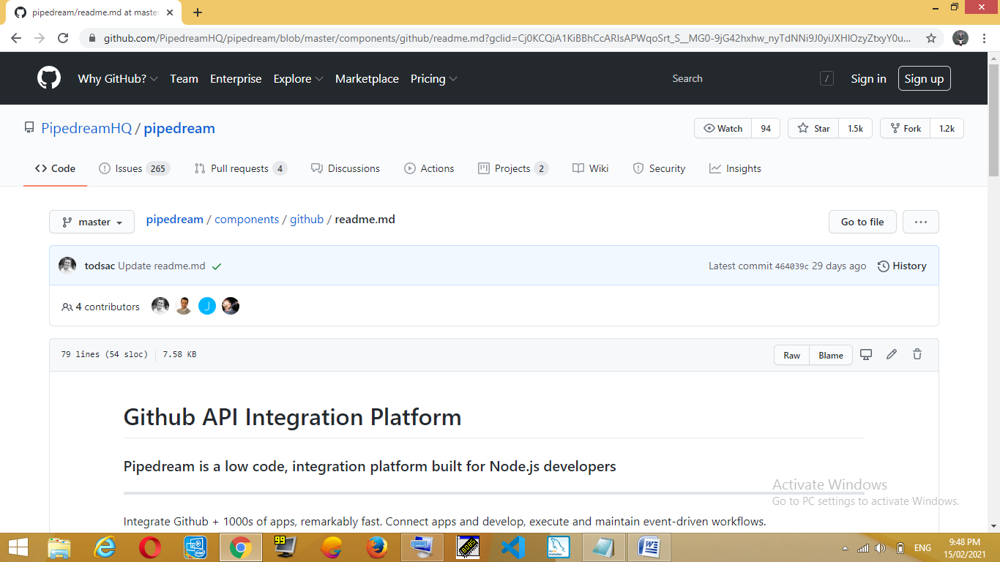 pipedream/readme.md at master
github.com/PipedreamHQ/pipedream/blob/master/components/github/readme.md?gclid=Cj0KCQiA1KiBBhCcARIsAPWqoSrt_S__MG0-9jG42hxhw_nyTdNNi9J0yiJXHIOzyZtxyY0u...
Why GitHub? Team Enterprise Explore Marketplace Pricing Search / Sign in Sign up
PipedreamHQ / pipedream Watch 94 Star 1.5k Fork 1.2k
Code Issues 265 Pull requests 4 Discussions Actions Projects 2 Wiki Security Insights
master pipedream / components / github / readme.md Go to file ...
todsac Update readme.md Latest commit 464039c 29 days ago History
4 contributors J
79 lines (54 sloc) 7.58 KB Raw Blame
Github API Integration Platform
Pipedream is a low code, integration platform built for Node.js developers
Activate Windows
Go to PC settings to activate Windows.
Integrate Github + 1000s of apps, remarkably fast. Connect apps and develop, execute and maintain event-driven workflows.
99
ENG 9:48 PM
15/02/2021